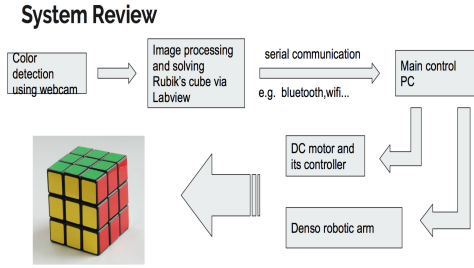 System Review
Color
detection
using webcam
Image processing
and solving
Rubik's cube via
Labview
serial communication
e.g. bluetooth,wifi...
Main control
PC
DC motor and
its controller
Denso robotic arm